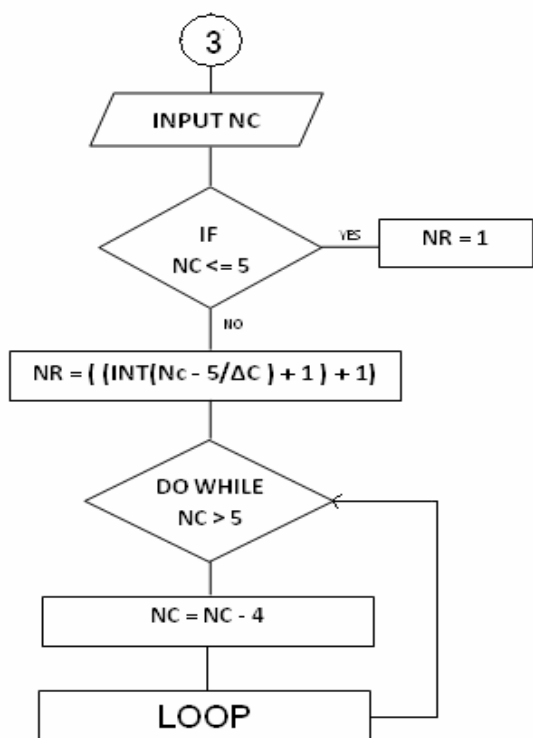 3
INPUT NC
IF
NC <= 5
YES
NR = 1
NO
NR = ( (INT(Nc - 5/ΔC ) + 1 ) + 1)
DO WHILE
NC > 5
NC = NC - 4
LOOP